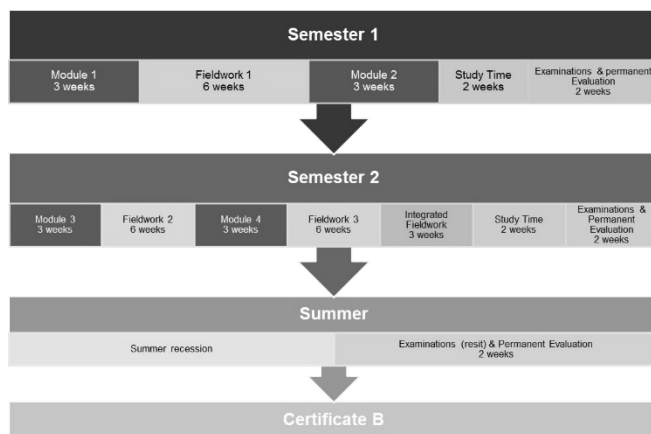 Semester 1
Module 1
3 weeks
Fieldwork 1
6 weeks
Module 2
3 weeks
Study Time
2 weeks
Examinations & permanent
Evaluation
2 weeks
Semester 2
Module 3
3 weeks
Fieldwork 2
6 weeks
Module 4
3 weeks
Fieldwork 3
6 weeks
Integrated
Fieldwork
3 weeks
Study Time
2 weeks
Examinations &
Permanent
Evaluation
2 weeks
Summer
Summer recession
Examinations (resit) & Permanent Evaluation
2 weeks
Certificate B